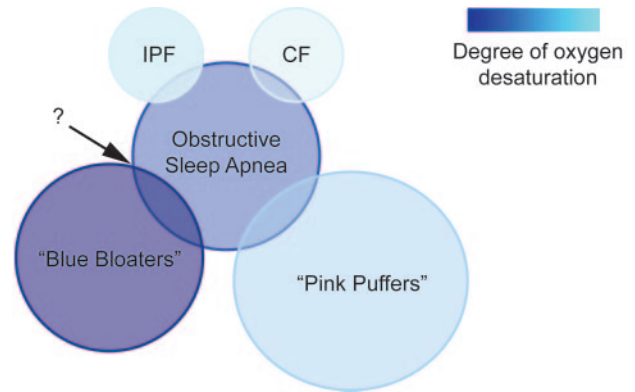 IPF
CF
Degree of oxygen
desaturation
?
Obstructive
Sleep Apnea
“Blue Bloaters”
“Pink Puffers”